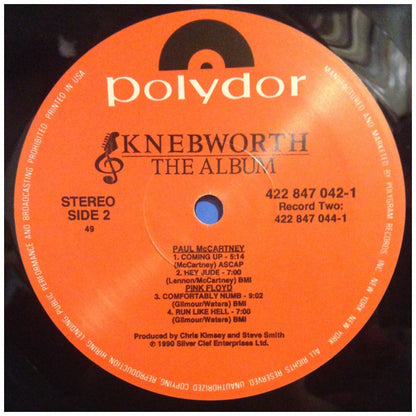 polydor
KNEBWORTH
THE ALBUM
STEREO
SIDE 2
49
422 847 042-1
Record Two:
422 847 044-1
PAUL McCARTNEY
1. COMING UP - 5:14
(McCartney) ASCAP
2. HEY JUDE - 7:00
(Lennon/McCartney) BMI
PINK FLOYD
3. COMFORTABLY NUMB - 9:02
(Gilmour/Waters) BMI
4. RUN LIKE HELL - 7:00
(Gilmour/Waters) BMI
Produced by Chris Kimsey and Steve Smith
℗ 1990 Silver Clef Enterprises Ltd.
MANUFACTURED AND MARKETED BY POLYGRAM RECORDS, INC., NEW YORK, NEW YORK
ALL RIGHTS RESERVED. UNAUTHORIZED COPYING, REPRODUCTION, HIRING, LENDING, PUBLIC PERFORMANCE AND BROADCASTING PROHIBITED. PRINTED IN USA